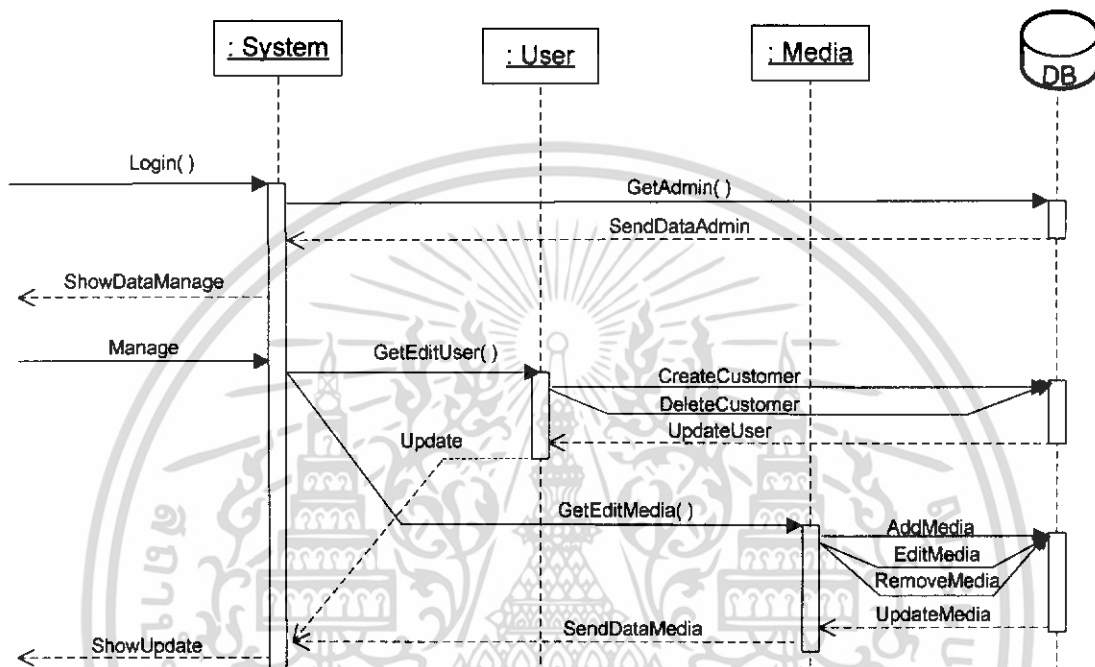 : System
: User
: Media
DB
Login( )
GetAdmin( )
SendDataAdmin
ShowDataManage
Manage
GetEditUser( )
CreateCustomer
DeleteCustomer
UpdateUser
Update
GetEditMedia( )
AddMedia
EditMedia
RemoveMedia
UpdateMedia
SendDataMedia
ShowUpdate